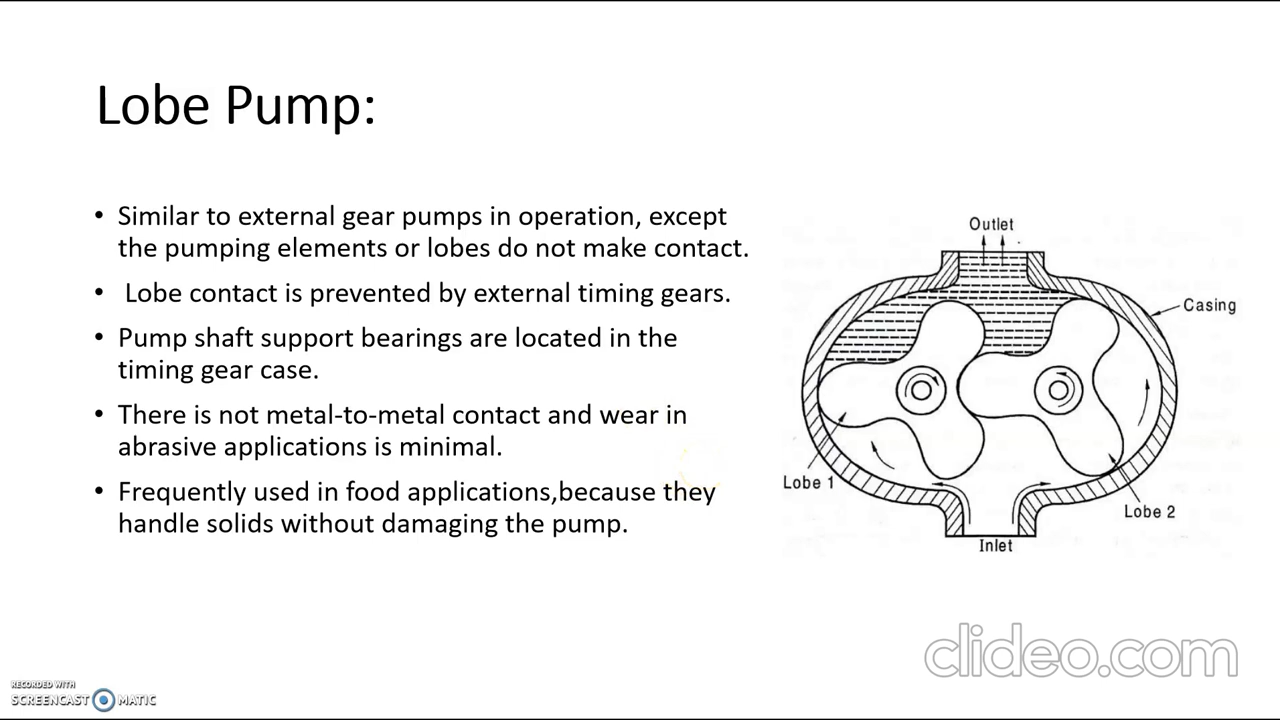 Lobe Pump:
• Similar to external gear pumps in operation, except
the pumping elements or lobes do not make contact.
• Lobe contact is prevented by external timing gears.
• Pump shaft support bearings are located in the
timing gear case.
• There is not metal-to-metal contact and wear in
abrasive applications is minimal.
• Frequently used in food applications,because they
handle solids without damaging the pump.
Outlet
Casing
Lobe 1
Lobe 2
Inlet
clideo.com
RECORDED WITH
SCREENCAST MATIC